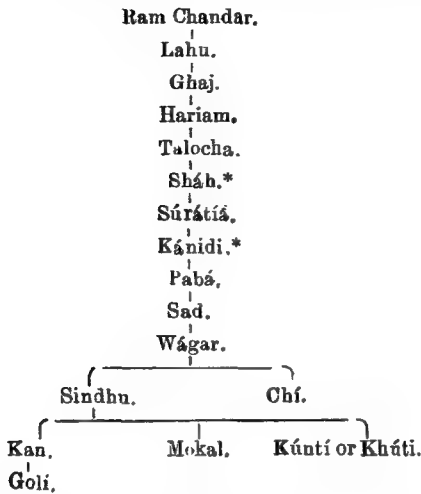 Ram Chandar.
Lahu.
Ghaj.
Hariam.
Talocha.
Sháh.*
Súrátíá.
Kánidi.*
Pabá.
Sad.
Wágar.
Sindhu. Chí.
Kan. Mokal. Kúntí or Khúti.
Goli.